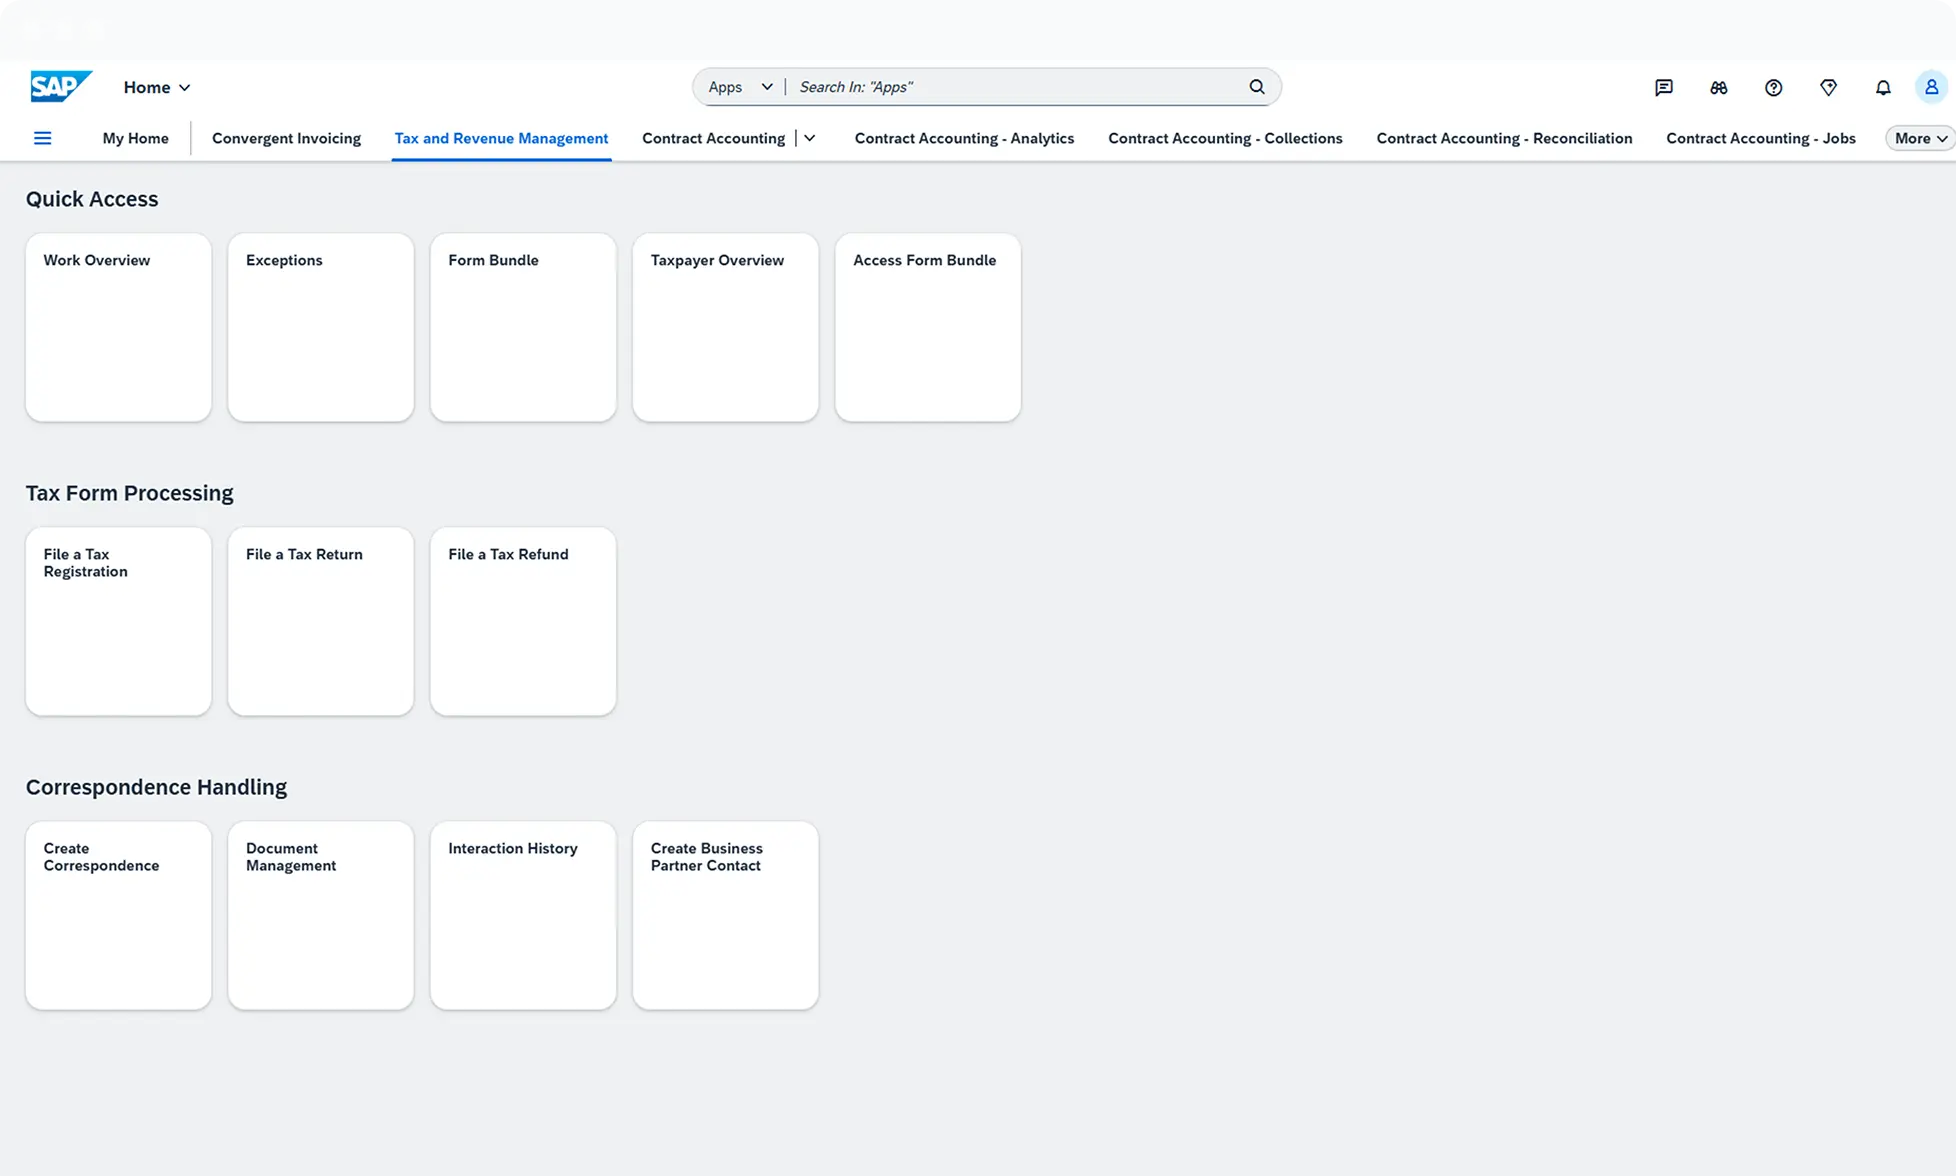 SAP
Home
Apps
Search In: "Apps"
My Home
Convergent Invoicing
Tax and Revenue Management
Contract Accounting
Contract Accounting - Analytics
Contract Accounting - Collections
Contract Accounting - Reconciliation
Contract Accounting - Jobs
More
Quick Access
Work Overview
Exceptions
Form Bundle
Taxpayer Overview
Access Form Bundle
Tax Form Processing
File a Tax
Registration
File a Tax Return
File a Tax Refund
Correspondence Handling
Create
Correspondence
Document
Management
Interaction History
Create Business
Partner Contact